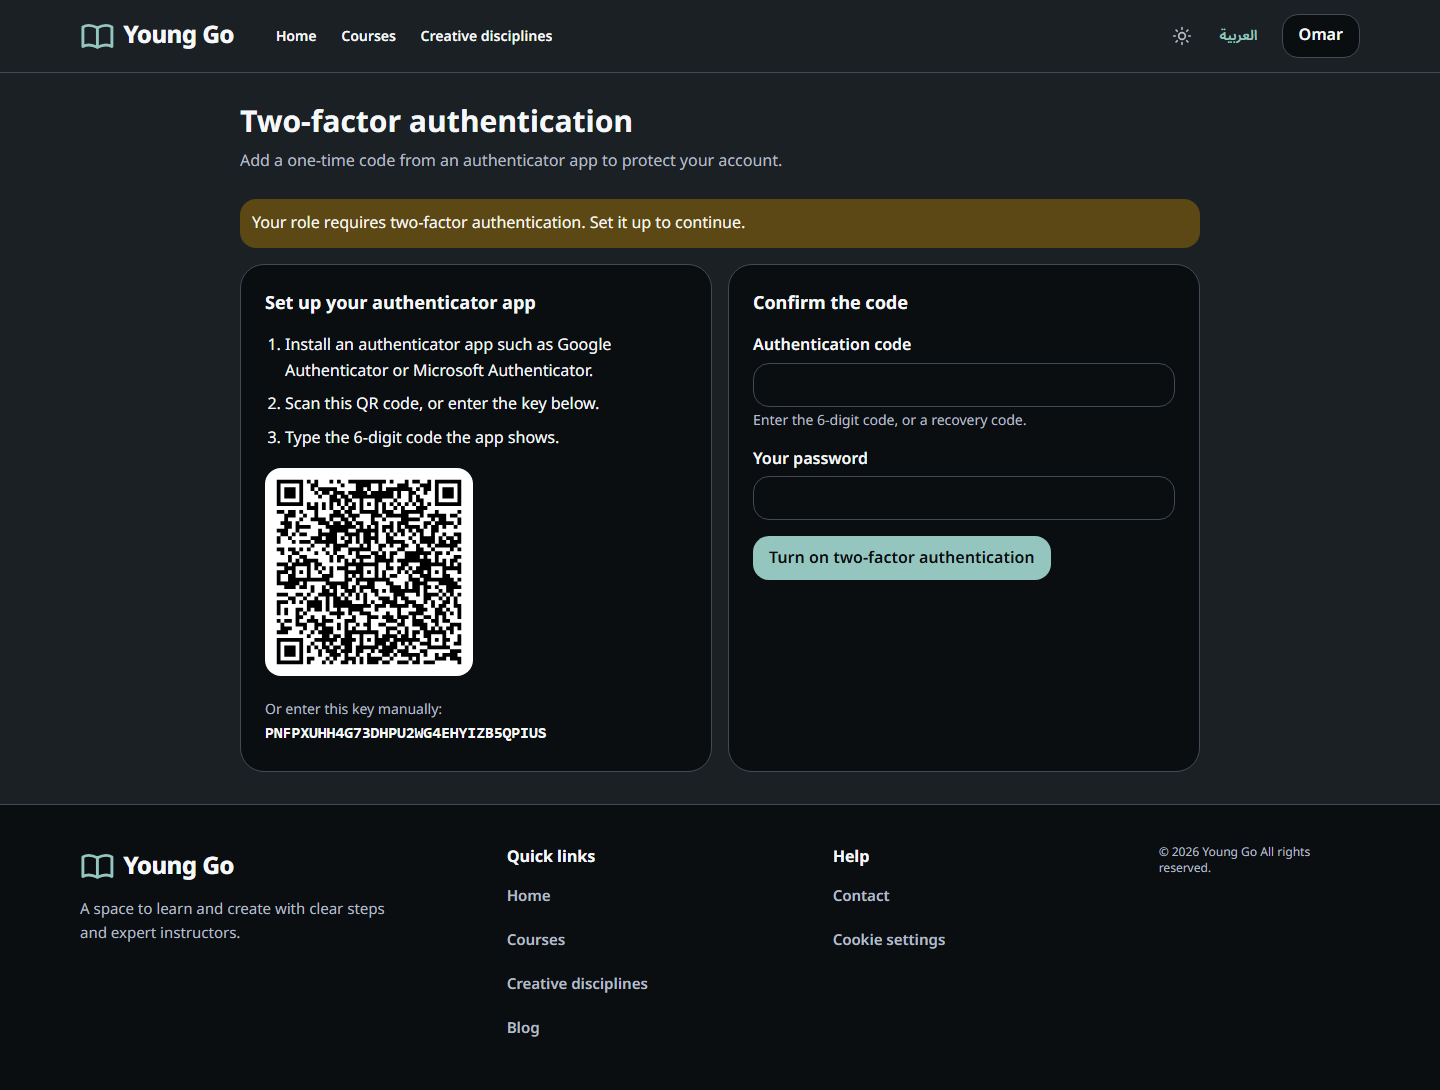 Young Go
Home
Courses
Creative disciplines
العربية
Omar
Two-factor authentication
Add a one-time code from an authenticator app to protect your account.
Your role requires two-factor authentication. Set it up to continue.
Set up your authenticator app
1. Install an authenticator app such as Google
Authenticator or Microsoft Authenticator.
2. Scan this QR code, or enter the key below.
3. Type the 6-digit code the app shows.
Or enter this key manually:
PNFPXUHH4G73DHPU2WG4EHYIZB5QPIUS
Confirm the code
Authentication code
Enter the 6-digit code, or a recovery code.
Your password
Turn on two-factor authentication
Young Go
A space to learn and create with clear steps
and expert instructors.
Quick links
Home
Courses
Creative disciplines
Blog
Help
Contact
Cookie settings
© 2026 Young Go All rights
reserved.